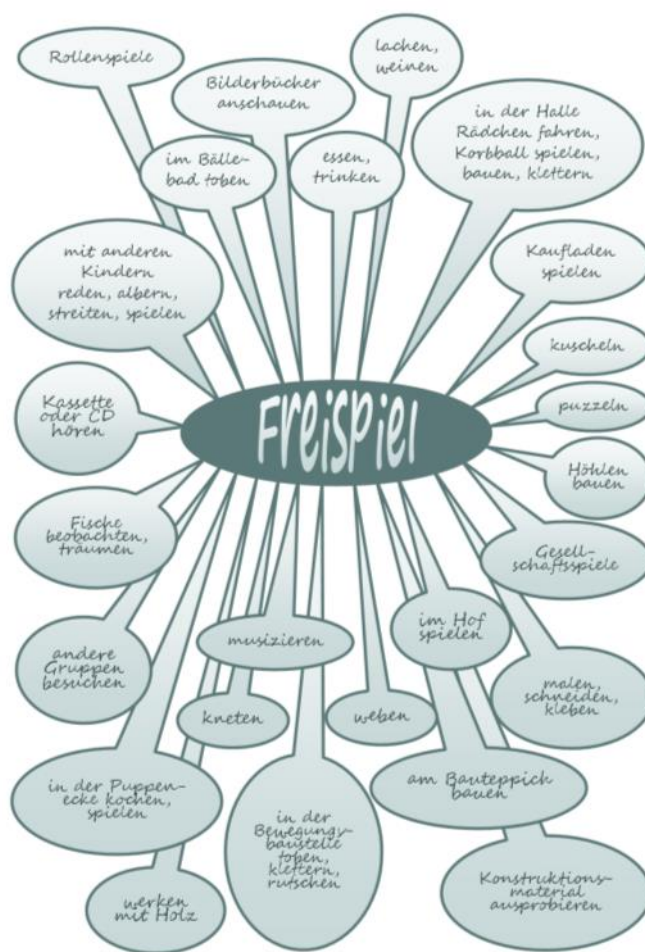 lachen,
weinen
Rollenspiele
Bilderbücher
anschauen
in der Halle
Rädchen fahren,
Korbball spielen,
bauen, klettern
im Bälle-
bad toben
essen,
trinken
mit anderen
Kindern
reden, albern,
streiten, spielen
Kaufladen
spielen
kuscheln
Kassette
oder CD
hören
Freispiel
puzzeln
Höhlen
bauen
Fische
beobachten,
träumen
Gesell-
schaftsspiele
andere
Gruppen
besuchen
musizieren
im Hof
spielen
malen,
schneiden,
kleben
kneten
weben
in der Puppen-
ecke kochen,
spielen
am Bauteppich
bauen
in der
Bewegungs-
baustelle
toben,
klettern,
rutschen
werken
mit Holz
Konstruktions-
material
ausprobieren